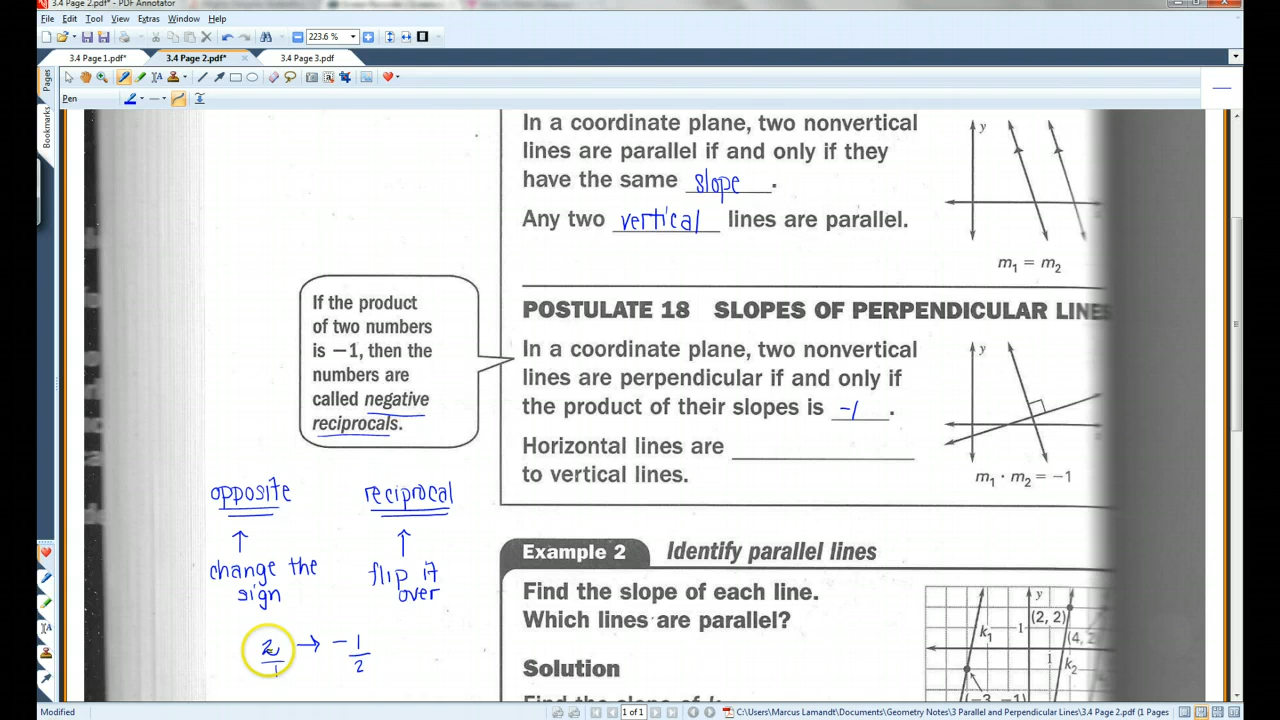 3.4 Page 2.pdf* - PDF Annotator
File Edit Tool View Extras Window Help
223.6 %
3.4 Page 1.pdf* 3.4 Page 2.pdf* 3.4 Page 3.pdf
Pen
Pages
Bookmarks
In a coordinate plane, two nonvertical
lines are parallel if and only if they
have the same slope.
Any two vertical lines are parallel.
y
m1 = m2
If the product
of two numbers
is −1, then the
numbers are
called negative
reciprocals.
POSTULATE 18 SLOPES OF PERPENDICULAR LINES
In a coordinate plane, two nonvertical
lines are perpendicular if and only if
the product of their slopes is -1.
Horizontal lines are ____________
to vertical lines.
y
m1 · m2 = −1
opposite reciprocal
↑ ↑
change the flip it
sign over
2/1 → -1/2
Example 2 Identify parallel lines
Find the slope of each line.
Which lines are parallel?
Solution
y
(2, 2)
1
k1
(4, 2
1
k2
(−3, −1)
Modified
1 of 1
C:\Users\Marcus Lamandt\Documents\Geometry Notes\3 Parallel and Perpendicular Lines\3.4 Page 2.pdf (1 Pages